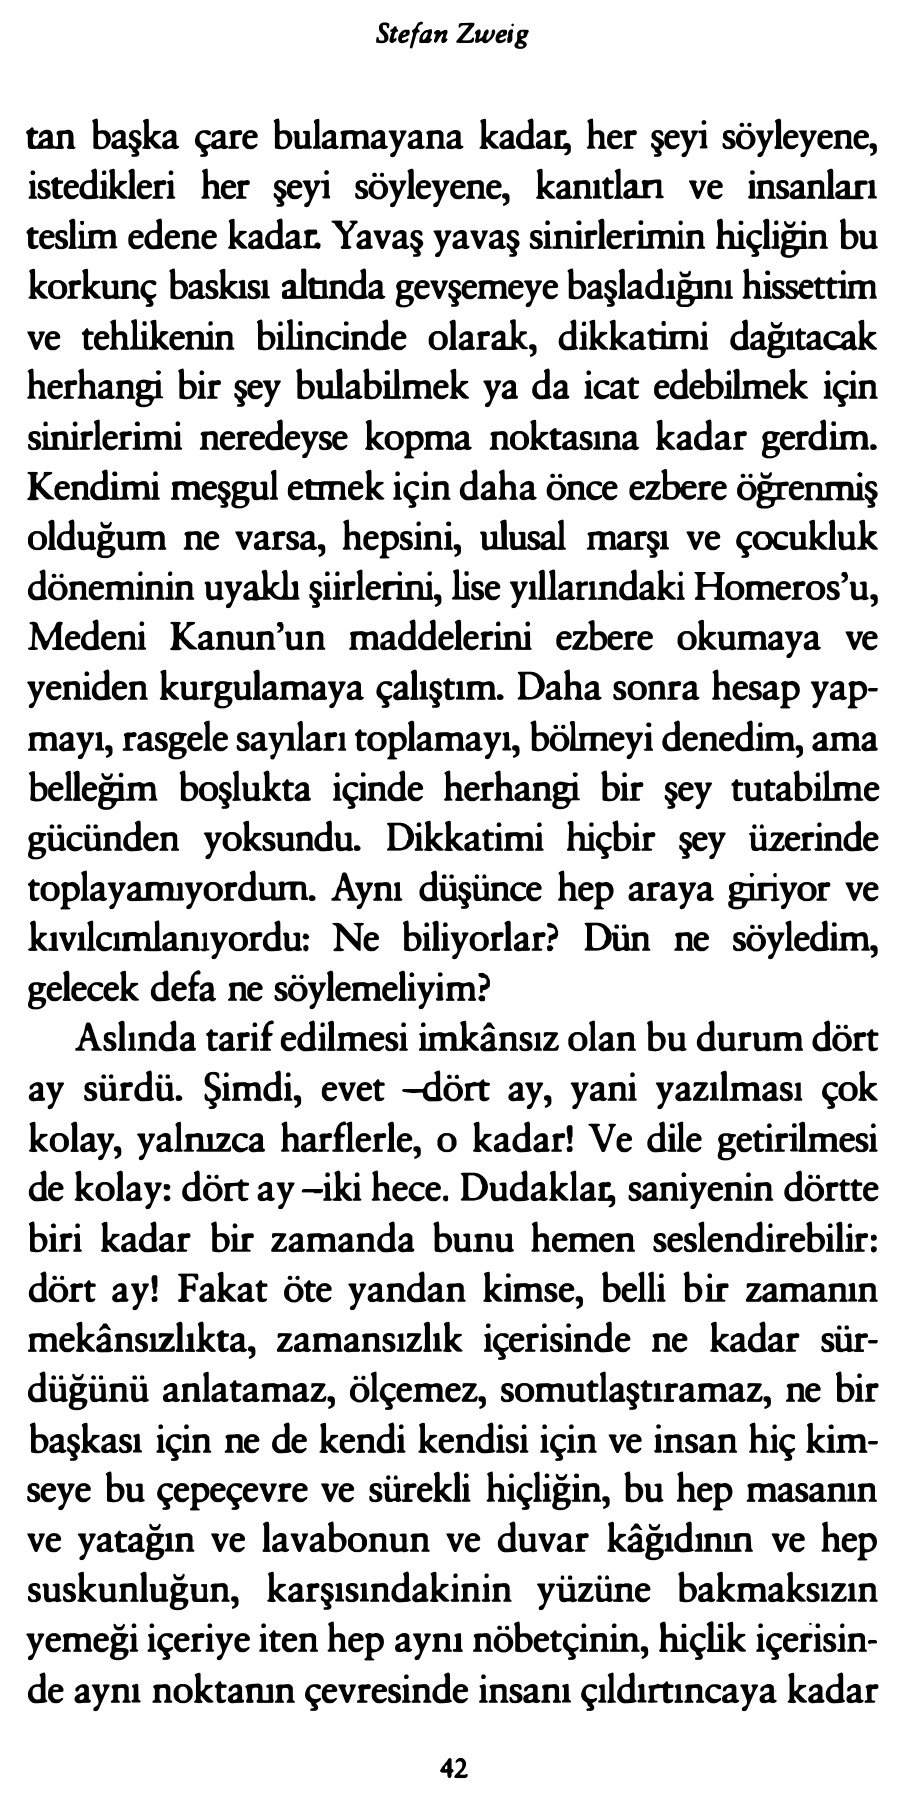 Stefan Zweig
tan başka çare bulamayana kadar, her şeyi söyleyene,
istedikleri her şeyi söyleyene, kanıtları ve insanları
teslim edene kadar. Yavaş yavaş sinirlerimin hiçliğin bu
korkunç baskısı altında gevşemeye başladığını hissettim
ve tehlikenin bilincinde olarak, dikkatimi dağıtacak
herhangi bir şey bulabilmek ya da icat edebilmek için
sinirlerimi neredeyse kopma noktasına kadar gerdim.
Kendimi meşgul etmek için daha önce ezbere öğrenmiş
olduğum ne varsa, hepsini, ulusal marşı ve çocukluk
döneminin uyaklı şiirlerini, lise yıllarındaki Homeros’u,
Medeni Kanun’un maddelerini ezbere okumaya ve
yeniden kurgulamaya çalıştım. Daha sonra hesap yap-
mayı, rasgele sayıları toplamayı, bölmeyi denedim, ama
belleğim boşlukta içinde herhangi bir şey tutabilme
gücünden yoksundu. Dikkatimi hiçbir şey üzerinde
toplayamıyordum. Aynı düşünce hep araya giriyor ve
kıvılcımlanıyordu: Ne biliyorlar? Dün ne söyledim,
gelecek defa ne söylemeliyim?
Aslında tarif edilmesi imkânsız olan bu durum dört
ay sürdü. Şimdi, evet –dört ay, yani yazılması çok
kolay, yalnızca harflerle, o kadar! Ve dile getirilmesi
de kolay: dört ay –iki hece. Dudaklar, saniyenin dörtte
biri kadar bir zamanda bunu hemen seslendirebilir:
dört ay! Fakat öte yandan kimse, belli bir zamanın
mekânsızlıkta, zamansızlık içerisinde ne kadar sür-
düğünü anlatamaz, ölçemez, somutlaştıramaz, ne bir
başkası için ne de kendi kendisi için ve insan hiç kim-
seye bu çepeçevre ve sürekli hiçliğin, bu hep masanın
ve yatağın ve lavabonun ve duvar kâğıdının ve hep
suskunluğun, karşısındakinin yüzüne bakmaksızın
yemeği içeriye iten hep aynı nöbetçinin, hiçlik içerisin-
de aynı noktanın çevresinde insanı çıldırtıncaya kadar
42